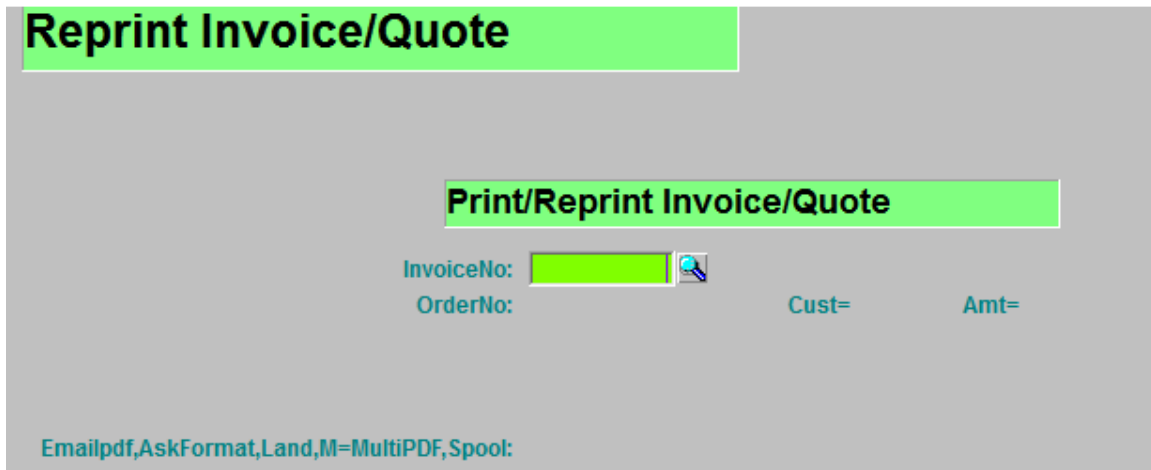 Reprint Invoice/Quote
Print/Reprint Invoice/Quote
InvoiceNo:
OrderNo: Cust= Amt=
Emailpdf,AskFormat,Land,M=MultiPDF,Spool: